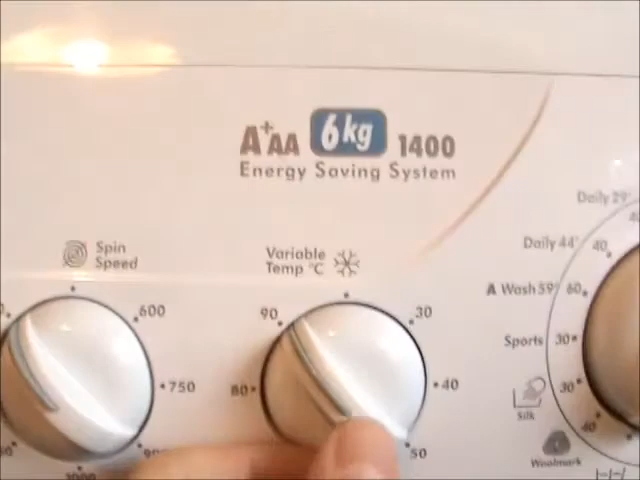 A+AA 6kg 1400
Energy Saving System
Spin
Speed
600
750
Variable
Temp °C
90
30
80
40
50
Daily 29'
Daily 44' 40
A Wash 59' 60
Sports 30
30
Silk
40
Woolmark